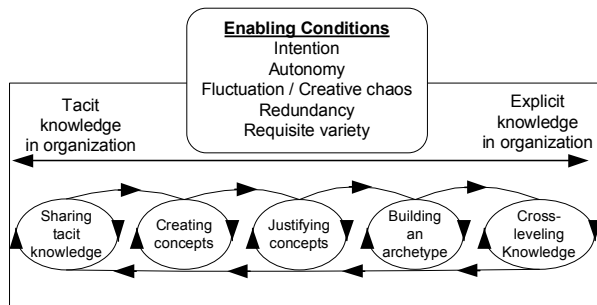 Enabling Conditions
Intention
Autonomy
Fluctuation / Creative chaos
Redundancy
Requisite variety
Tacit
knowledge
in organization
Explicit
knowledge
in organization
Sharing
tacit
knowledge
Creating
concepts
Justifying
concepts
Building
an
archetype
Cross-
leveling
Knowledge